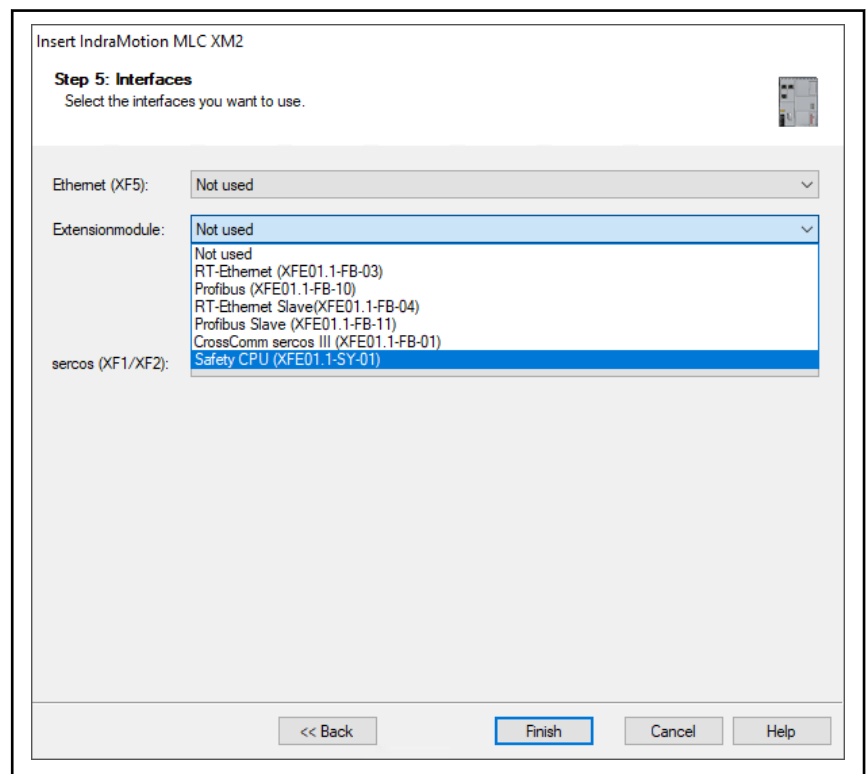 Insert IndraMotion MLC XM2
Step 5: Interfaces
Select the interfaces you want to use.
Ethernet (XF5): Not used
Extensionmodule: Not used
Not used
RT-Ethernet (XFE01.1-FB-03)
Profibus (XFE01.1-FB-10)
RT-Ethernet Slave(XFE01.1-FB-04)
Profibus Slave (XFE01.1-FB-11)
CrossComm sercos III (XFE01.1-FB-01)
Safety CPU (XFE01.1-SY-01)
sercos (XF1/XF2):
<< Back Finish Cancel Help